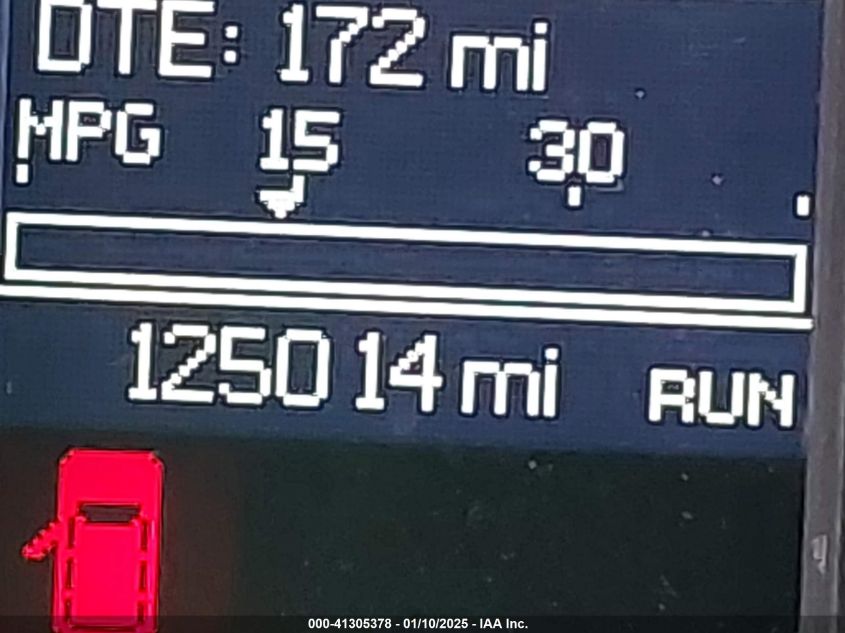 DTE: 172 mi
MPG 15 30
125014 mi RUN
000-41305378 - 01/10/2025 - IAA Inc.